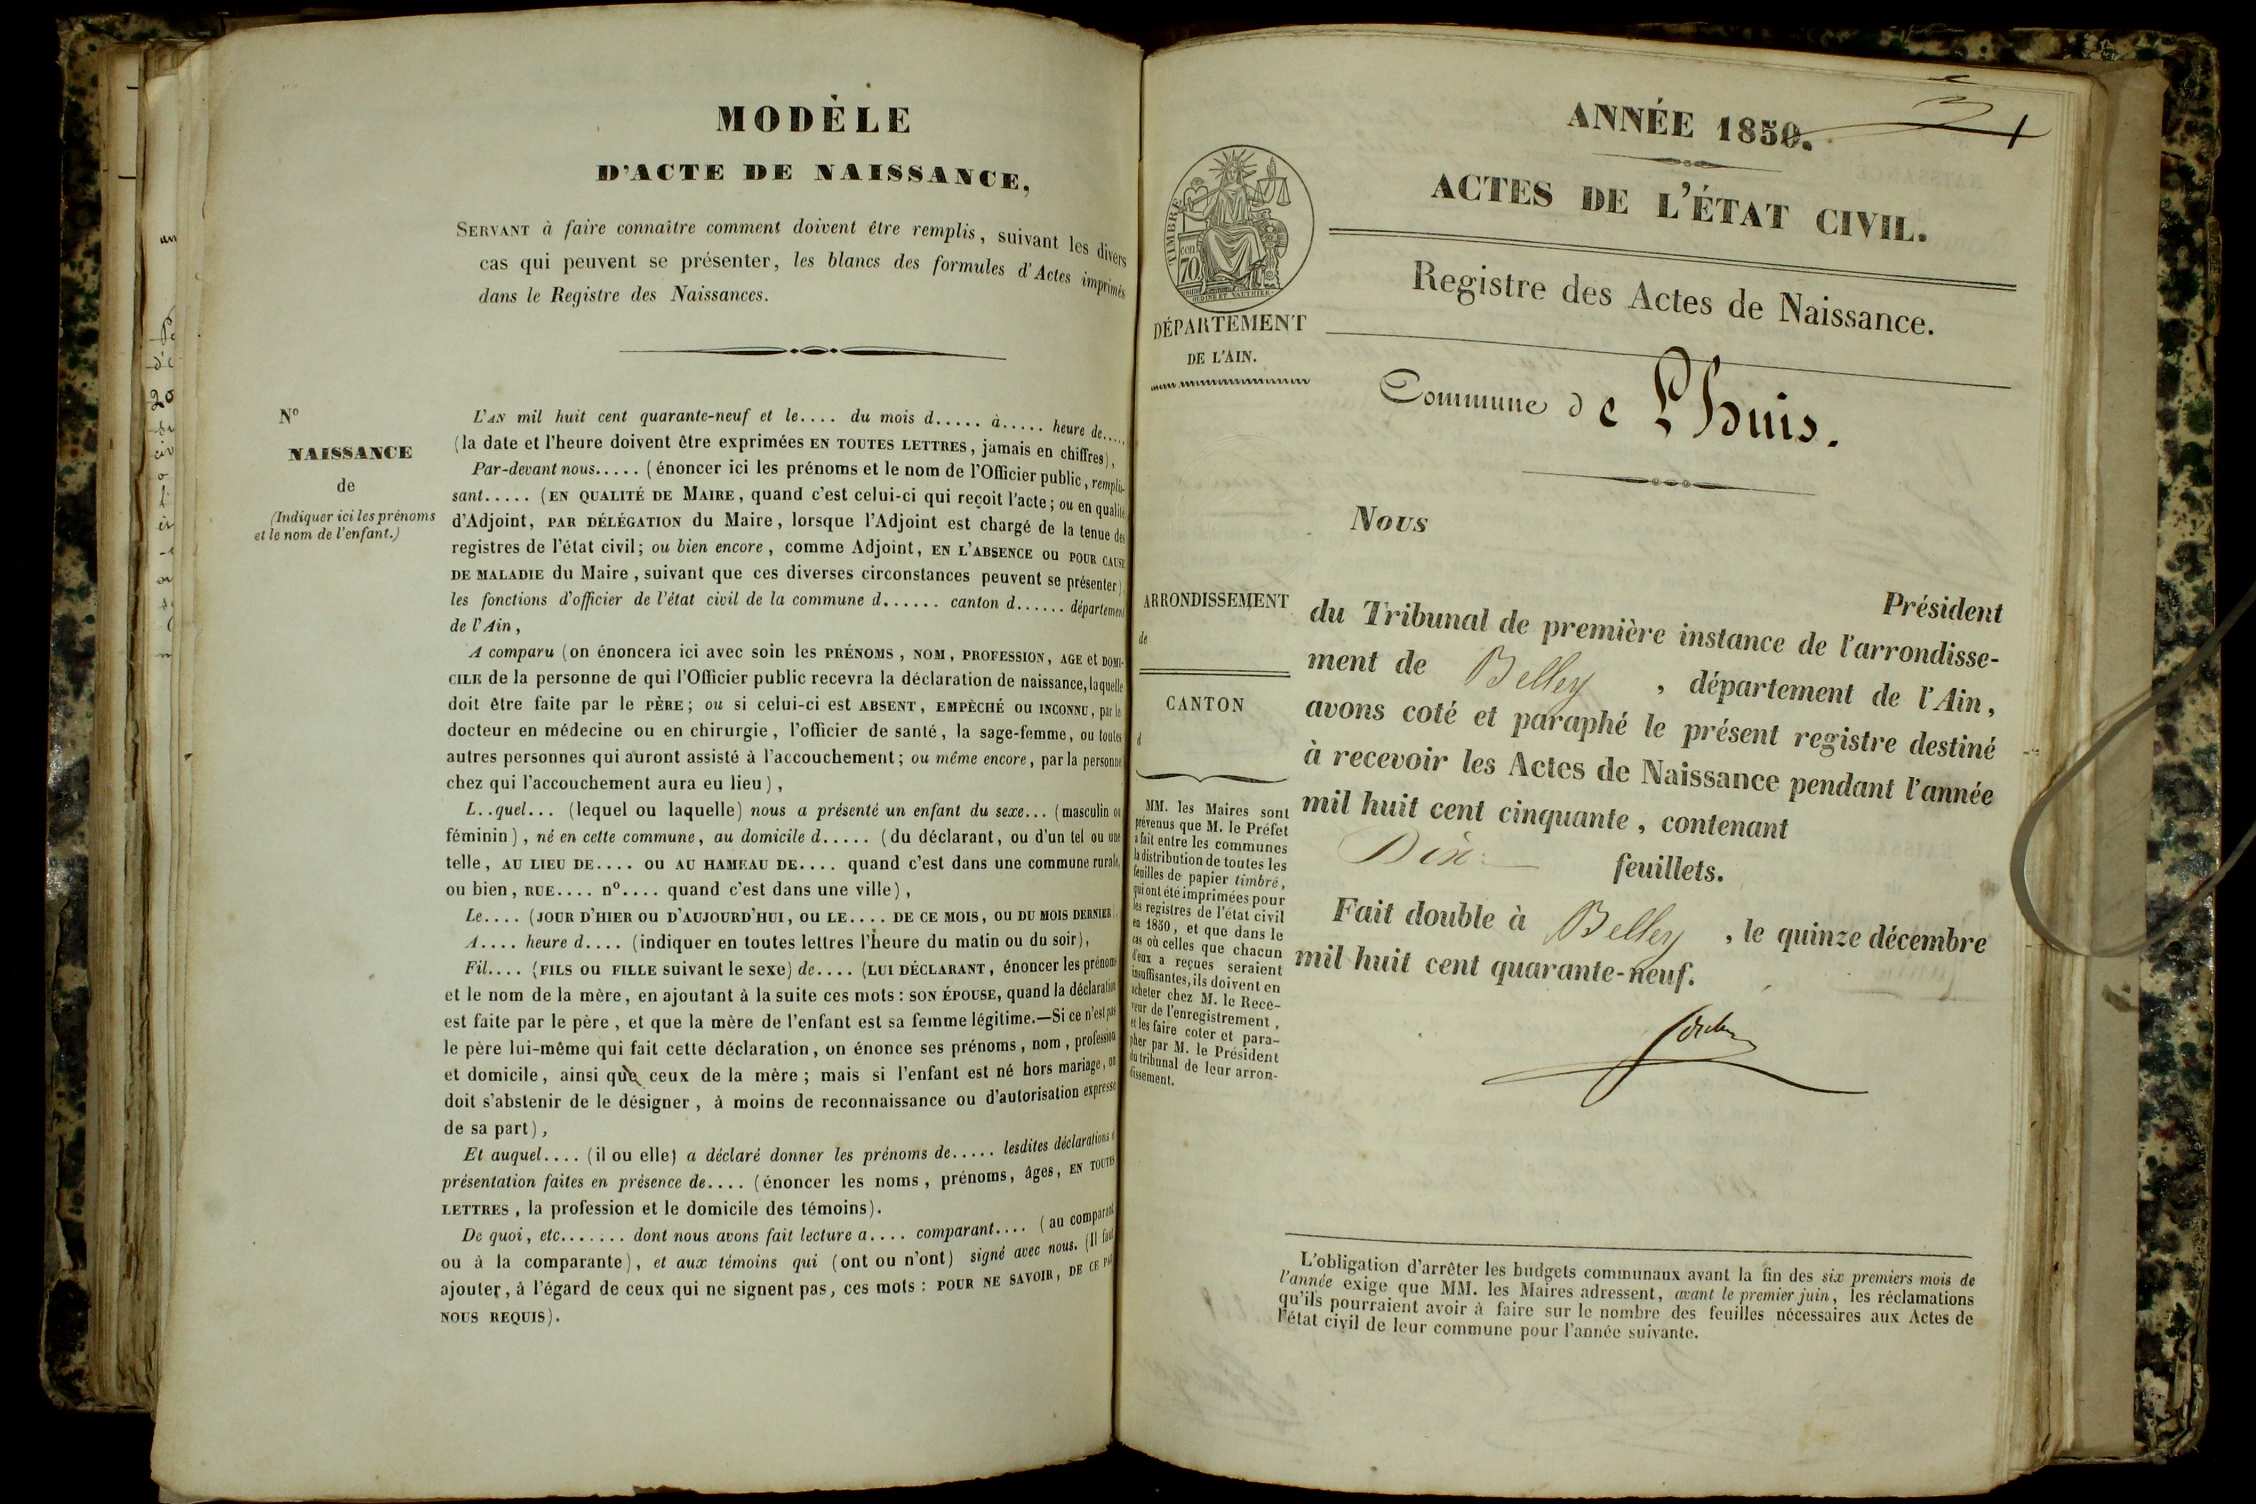 MODÈLE
D'ACTE DE NAISSANCE,
SERVANT à faire connaître comment doivent être remplis, suivant les divers
cas qui peuvent se présenter, les blancs des formules d'Actes imprimés
dans le Registre des Naissances.
N°
NAISSANCE
de
(Indiquer ici les prénoms
et le nom de l'enfant.)
L'AN mil huit cent quarante-neuf et le.... du mois d..... à..... heure de.....
(la date et l'heure doivent être exprimées EN TOUTES LETTRES, jamais en chiffres),
Par-devant nous..... (énoncer ici les prénoms et le nom de l'Officier public, remplis-
sant..... (EN QUALITÉ DE MAIRE, quand c'est celui-ci qui reçoit l'acte; ou en qualité
d'Adjoint, PAR DÉLÉGATION du Maire, lorsque l'Adjoint est chargé de la tenue des
registres de l'état civil; ou bien encore, comme Adjoint, EN L'ABSENCE OU POUR CAUSE
DE MALADIE du Maire, suivant que ces diverses circonstances peuvent se présenter)
les fonctions d'officier de l'état civil de la commune d...... canton d...... département
de l'Ain,
A comparu (on énoncera ici avec soin les PRÉNOMS, NOM, PROFESSION, AGE et DOMI-
CILE de la personne de qui l'Officier public recevra la déclaration de naissance, laquelle
doit être faite par le PÈRE; ou si celui-ci est ABSENT, EMPÊCHÉ OU INCONNU, par le
docteur en médecine ou en chirurgie, l'officier de santé, la sage-femme, ou toutes
autres personnes qui auront assisté à l'accouchement; ou même encore, par la personne
chez qui l'accouchement aura eu lieu),
L..quel... (lequel ou laquelle) nous a présenté un enfant du sexe... (masculin ou
féminin), né en cette commune, au domicile d..... (du déclarant, ou d'un tel ou une
telle, AU LIEU DE.... OU AU HAMEAU DE.... quand c'est dans une commune rurale,
ou bien, RUE.... n°.... quand c'est dans une ville),
Le.... (JOUR D'HIER OU D'AUJOURD'HUI, OU LE.... DE CE MOIS, OU DU MOIS DERNIER),
A.... heure d.... (indiquer en toutes lettres l'heure du matin ou du soir),
Fil.... (FILS ou FILLE suivant le sexe) de.... (LUI DÉCLARANT, énoncer les prénoms
et le nom de la mère, en ajoutant à la suite ces mots: SON ÉPOUSE, quand la déclaration
est faite par le père, et que la mère de l'enfant est sa femme légitime.—Si ce n'est pas
le père lui-même qui fait cette déclaration, on énonce ses prénoms, nom, profession
et domicile, ainsi que ceux de la mère; mais si l'enfant est né hors mariage, on
doit s'abstenir de le désigner, à moins de reconnaissance ou d'autorisation expresse
de sa part),
Et auquel.... (il ou elle) a déclaré donner les prénoms de..... lesdites déclarations et
présentation faites en présence de.... (énoncer les noms, prénoms, âges, EN TOUTES
LETTRES, la profession et le domicile des témoins).
De quoi, etc....... dont nous avons fait lecture a.... comparant.... (au comparant
ou à la comparante), et aux témoins qui (ont ou n'ont) signé avec nous. (Il faut
ajouter, à l'égard de ceux qui ne signent pas, ces mots: POUR NE SAVOIR, DE CE PAR
NOUS REQUIS).
ANNÉE 1850.
1
ACTES DE L'ÉTAT CIVIL.
Registre des Actes de Naissance.
TIMBRE
cen
70
DÉPARTEMENT
DE L'AIN.
Commune de Lhuis.
Nous
Président
du Tribunal de première instance de l'arrondisse-
ment de Belley, département de l'Ain,
avons coté et paraphé le présent registre destiné
à recevoir les Actes de Naissance pendant l'année
mil huit cent cinquante, contenant
Dix feuillets.
Fait double à Belley, le quinze décembre
mil huit cent quarante-neuf.
ARRONDISSEMENT
de
CANTON
d
MM. les Maires sont
prévenus que M. le Préfet
a fait entre les communes
la distribution de toutes les
feuilles de papier timbré,
qui ont été imprimées pour
les registres de l'état civil
en 1850, et que dans le
cas où celles que chacun
d'eux a reçues seraient
insuffisantes, ils doivent en
acheter chez M. le Rece-
veur de l'enregistrement,
et les faire coter et para-
pher par M. le Président
du tribunal de leur arron-
dissement.
L'obligation d'arrêter les budgets communaux avant la fin des six premiers mois de
l'année exige que MM. les Maires adressent, avant le premier juin, les réclamations
qu'ils pourraient avoir à faire sur le nombre des feuilles nécessaires aux Actes de
l'état civil de leur commune pour l'année suivante.